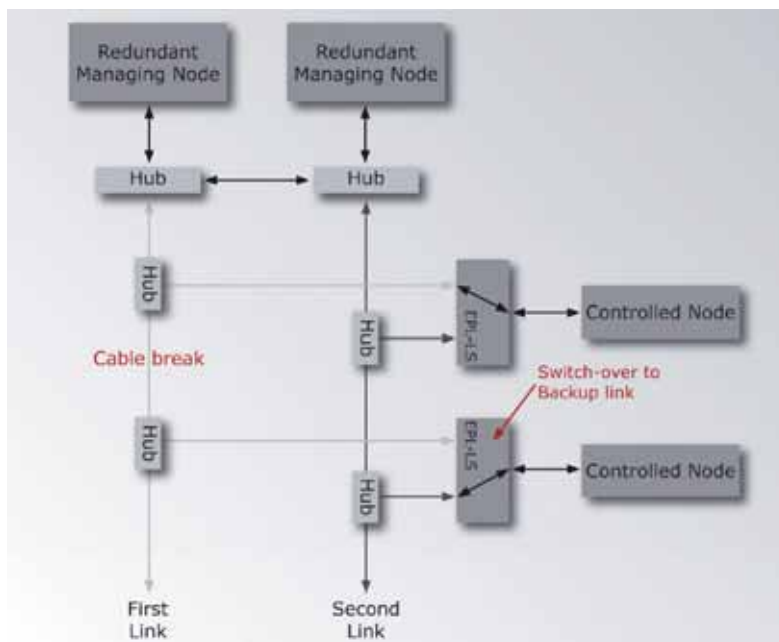 Redundant
Managing Node
Redundant
Managing Node
Hub
Hub
Hub
Hub
EPL-LS
Controlled Node
Cable break
Switch-over to
Backup link
Hub
EPL-LS
Hub
Controlled Node
First
Link
Second
Link